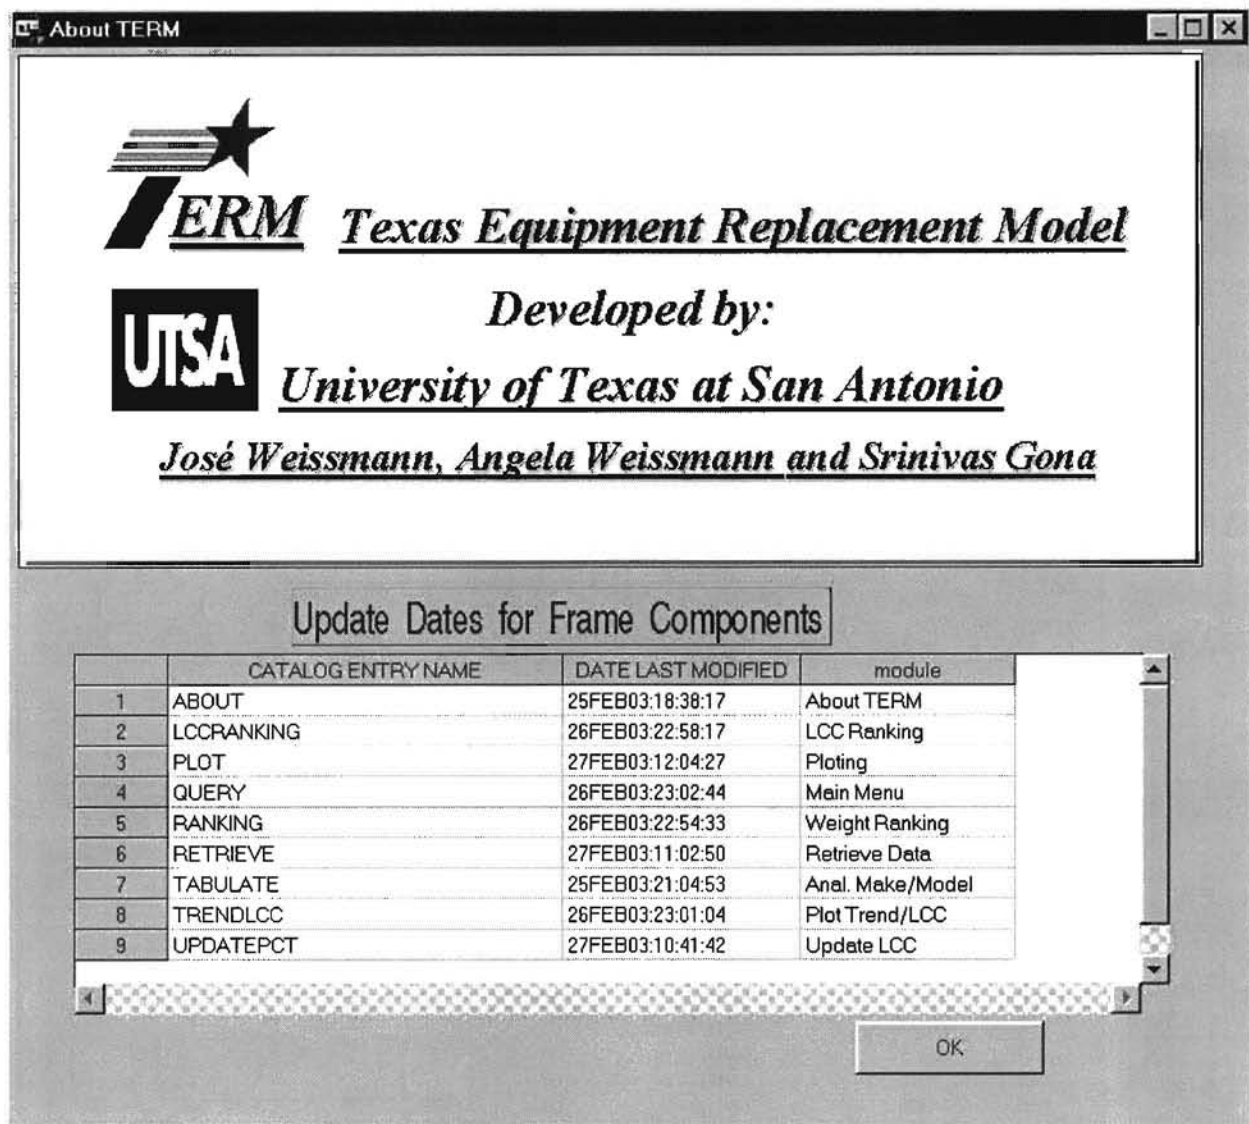 About TERM
TERM Texas Equipment Replacement Model
Developed by:
UTSA
University of Texas at San Antonio
José Weissmann, Angela Weissmann and Srinivas Gona
Update Dates for Frame Components
CATALOG ENTRY NAME DATE LAST MODIFIED module
1 ABOUT 25FEB03:18:38:17 About TERM
2 LCCRANKING 26FEB03:22:58:17 LCC Ranking
3 PLOT 27FEB03:12:04:27 Ploting
4 QUERY 26FEB03:23:02:44 Main Menu
5 RANKING 26FEB03:22:54:33 Weight Ranking
6 RETRIEVE 27FEB03:11:02:50 Retrieve Data
7 TABULATE 25FEB03:21:04:53 Anal. Make/Model
8 TRENDLCC 26FEB03:23:01:04 Plot Trend/LCC
9 UPDATEPCT 27FEB03:10:41:42 Update LCC
OK